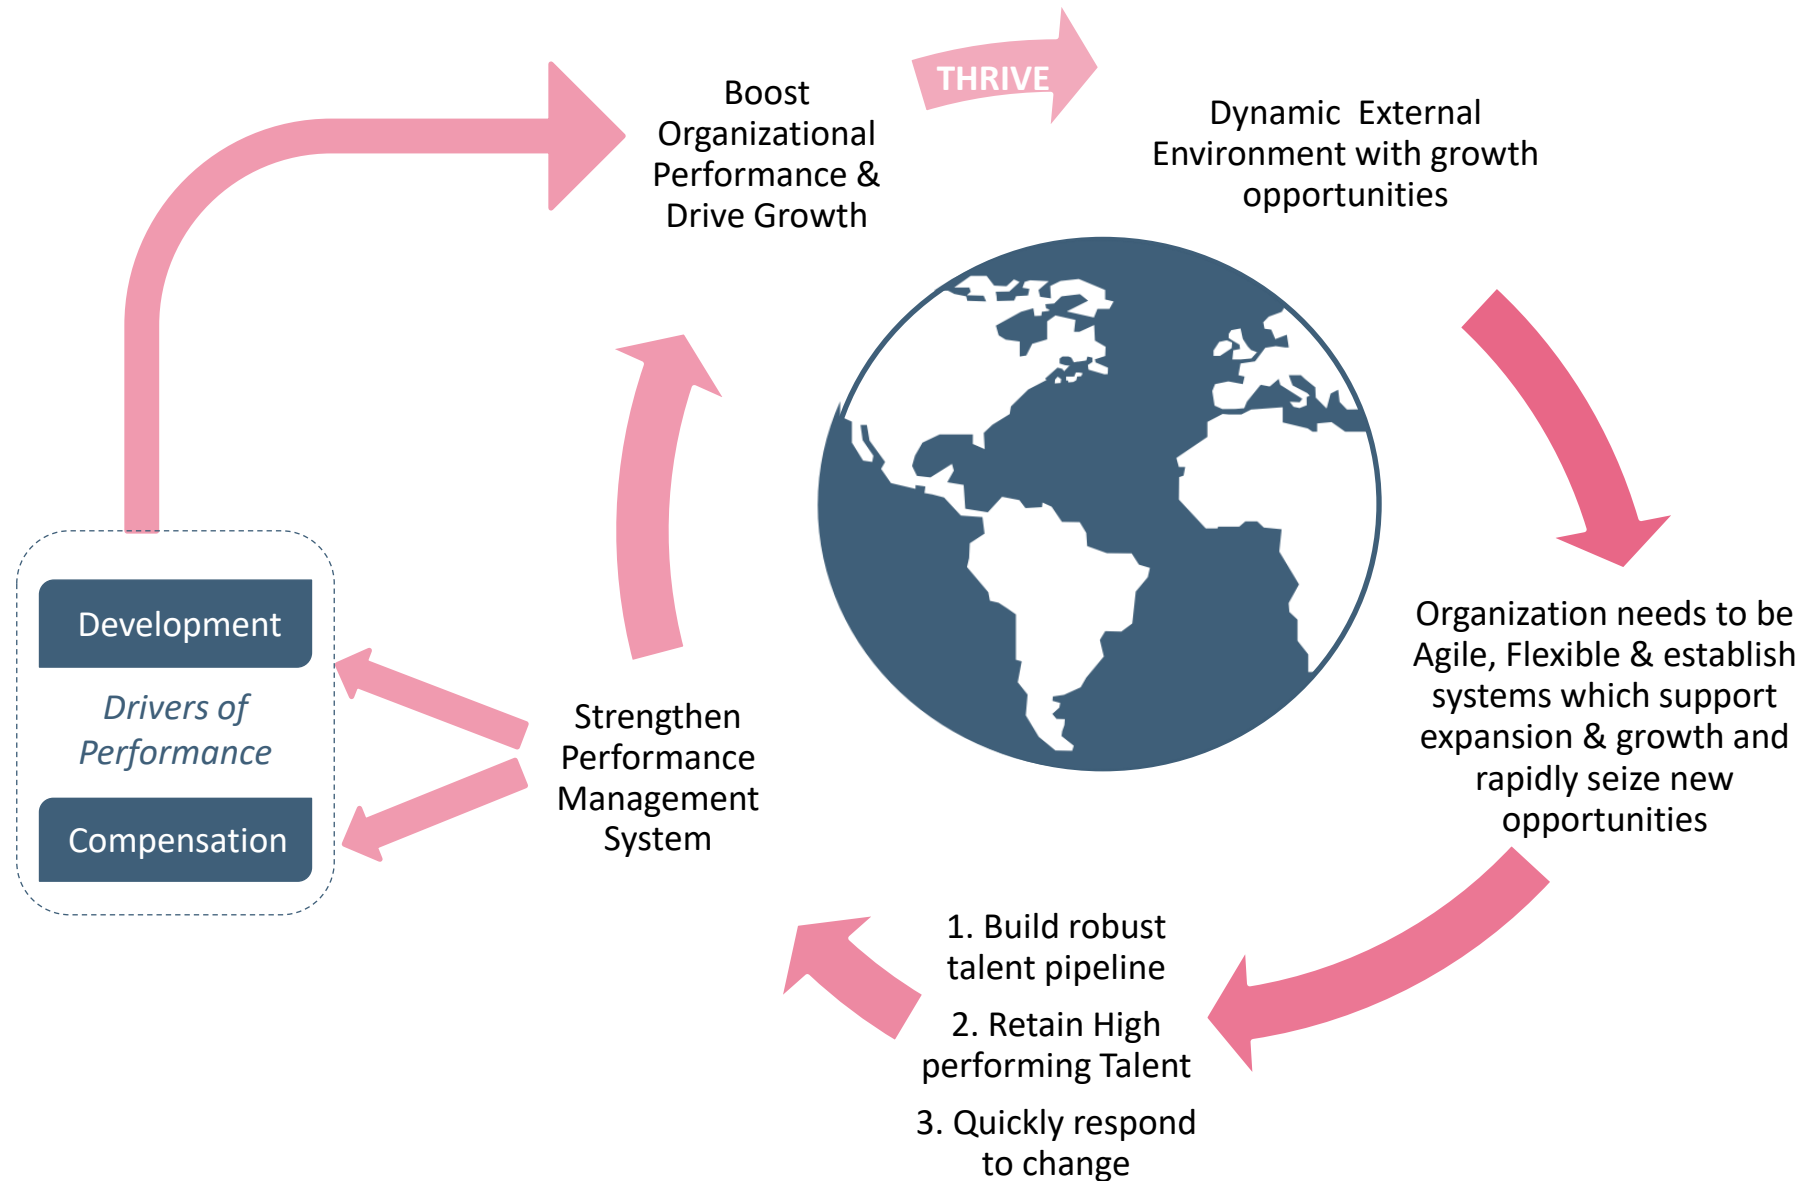 THRIVE
Boost
Organizational
Performance &
Drive Growth
Dynamic  External
Environment with growth
opportunities
Organization needs to be
Agile, Flexible & establish
systems which support
expansion & growth and
rapidly seize new
opportunities
1. Build robust
talent pipeline
2. Retain High
performing Talent
3. Quickly respond
to change
Strengthen
Performance
Management
System
Development
Drivers of
Performance
Compensation